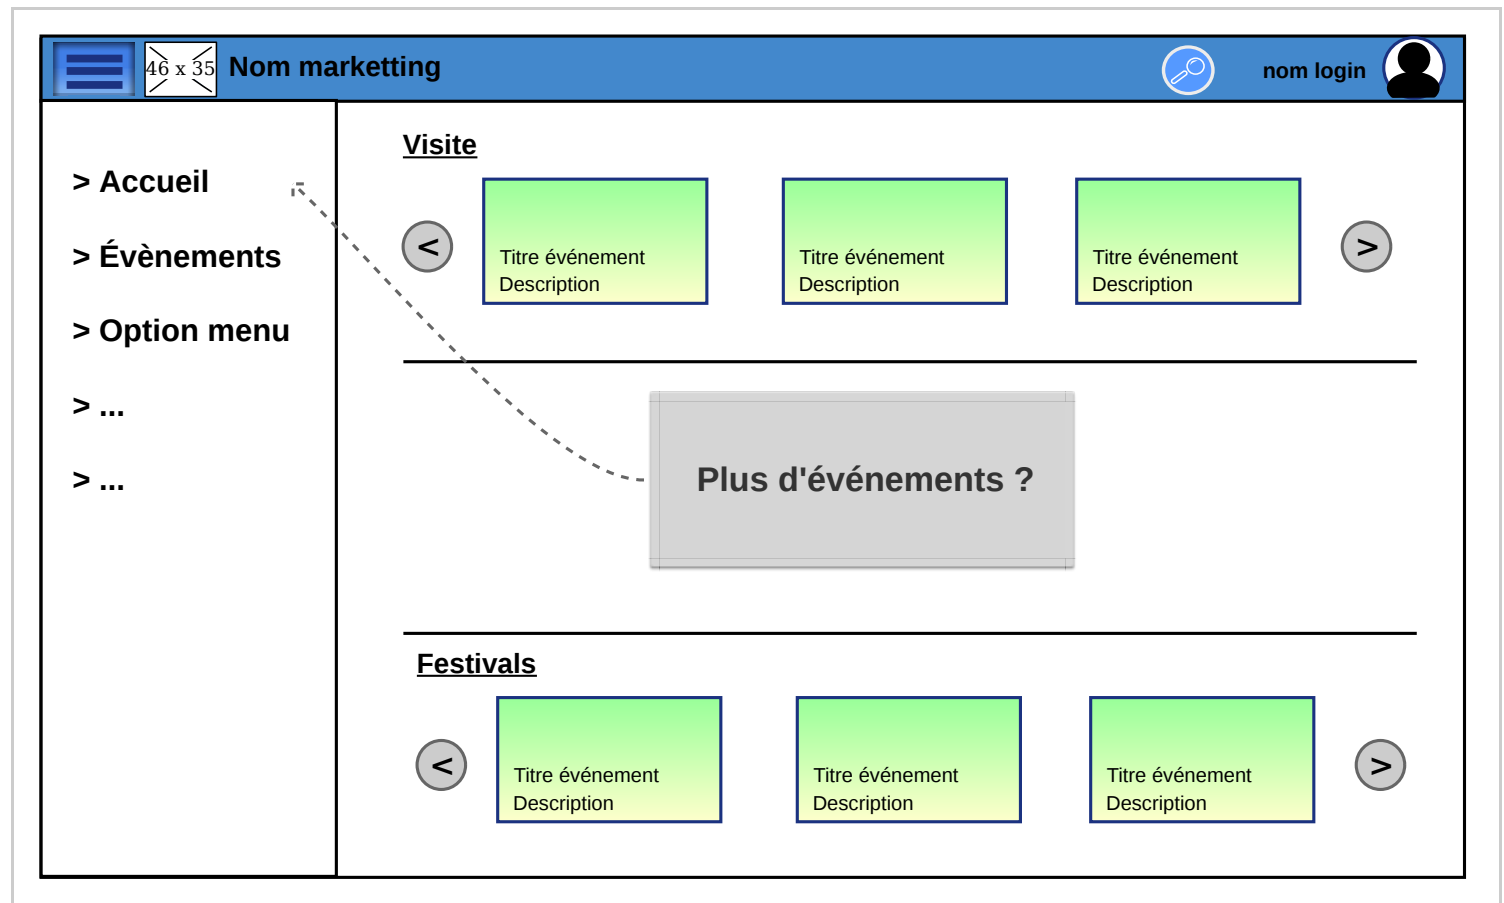 46 x 35 Nom marketting
nom login
> Accueil
> Évènements
> Option menu
> ...
> ...
Visite
<
Titre événement
Description
Titre événement
Description
Titre événement
Description
>
Plus d'événements ?
Festivals
<
Titre événement
Description
Titre événement
Description
Titre événement
Description
>